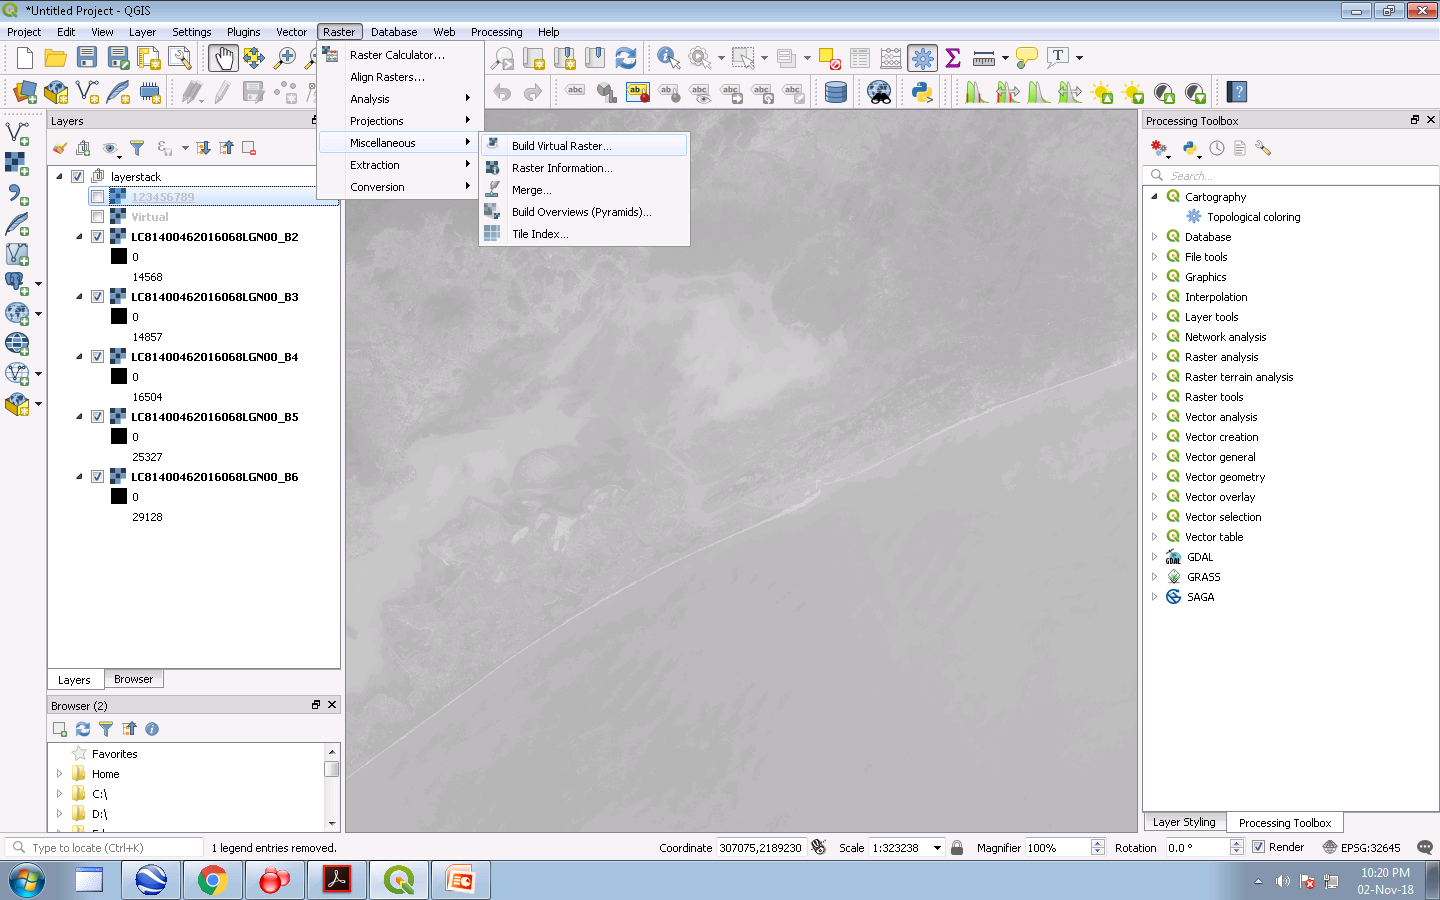 *Untitled Project - QGIS
Project Edit View Layer Settings Plugins Vector Raster Database Web Processing Help
Raster Calculator...
Align Rasters...
Analysis
Projections
Miscellaneous
Extraction
Conversion
Build Virtual Raster...
Raster Information...
Merge...
Build Overviews (Pyramids)...
Tile Index...
Layers
layerstack
123456789
Virtual
LC81400462016068LGN00_B2
0
14568
LC81400462016068LGN00_B3
0
14857
LC81400462016068LGN00_B4
0
16504
LC81400462016068LGN00_B5
0
25327
LC81400462016068LGN00_B6
0
29128
Layers Browser
Browser (2)
Favorites
Home
C:\
D:\
Processing Toolbox
Search...
Cartography
Topological coloring
Database
File tools
Graphics
Interpolation
Layer tools
Network analysis
Raster analysis
Raster terrain analysis
Raster tools
Vector analysis
Vector creation
Vector general
Vector geometry
Vector overlay
Vector selection
Vector table
GDAL
GRASS
SAGA
Layer Styling Processing Toolbox
Type to locate (Ctrl+K) 1 legend entries removed. Coordinate 307075,2189230 Scale 1:323238 Magnifier 100% Rotation 0.0 ° Render EPSG:32645
10:20 PM
02-Nov-18